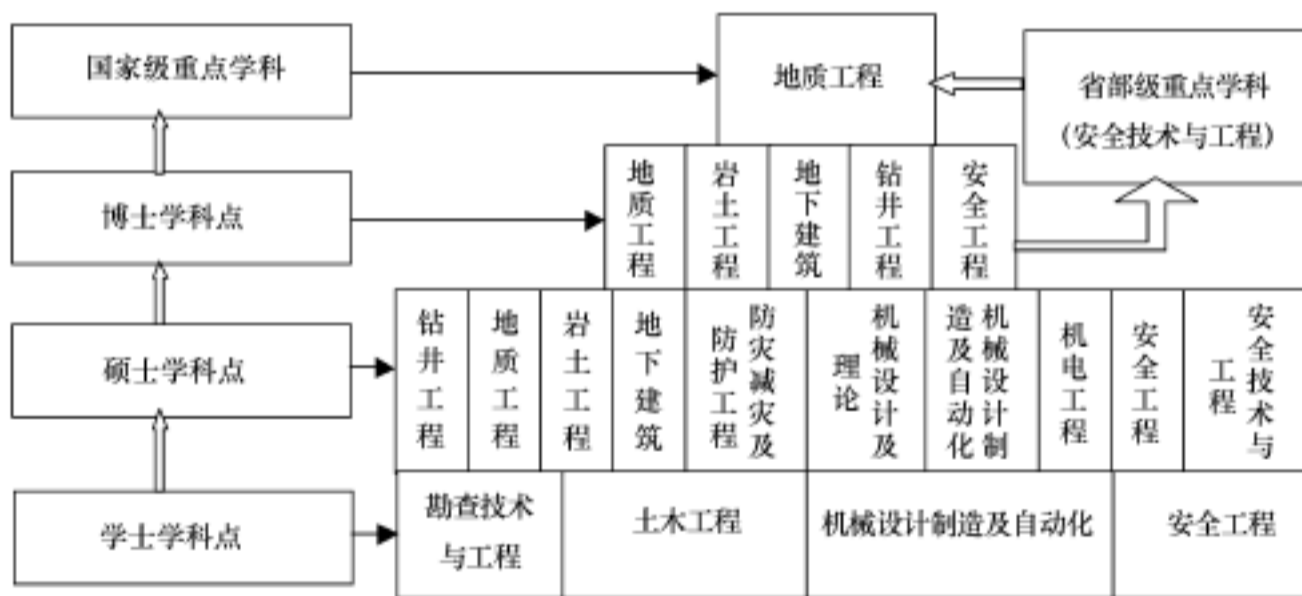 国家级重点学科
地质工程
省部级重点学科
(安全技术与工程)
博士学科点
地质工程
岩土工程
地下建筑
钻井工程
安全工程
硕士学科点
钻井工程
地质工程
岩土工程
地下建筑
防灾减灾及
防护工程
机械设计及
理论
机械设计制
造及自动化
机电工程
安全工程
安全技术与
工程
学士学科点
勘查技术
与工程
土木工程
机械设计制造及自动化
安全工程